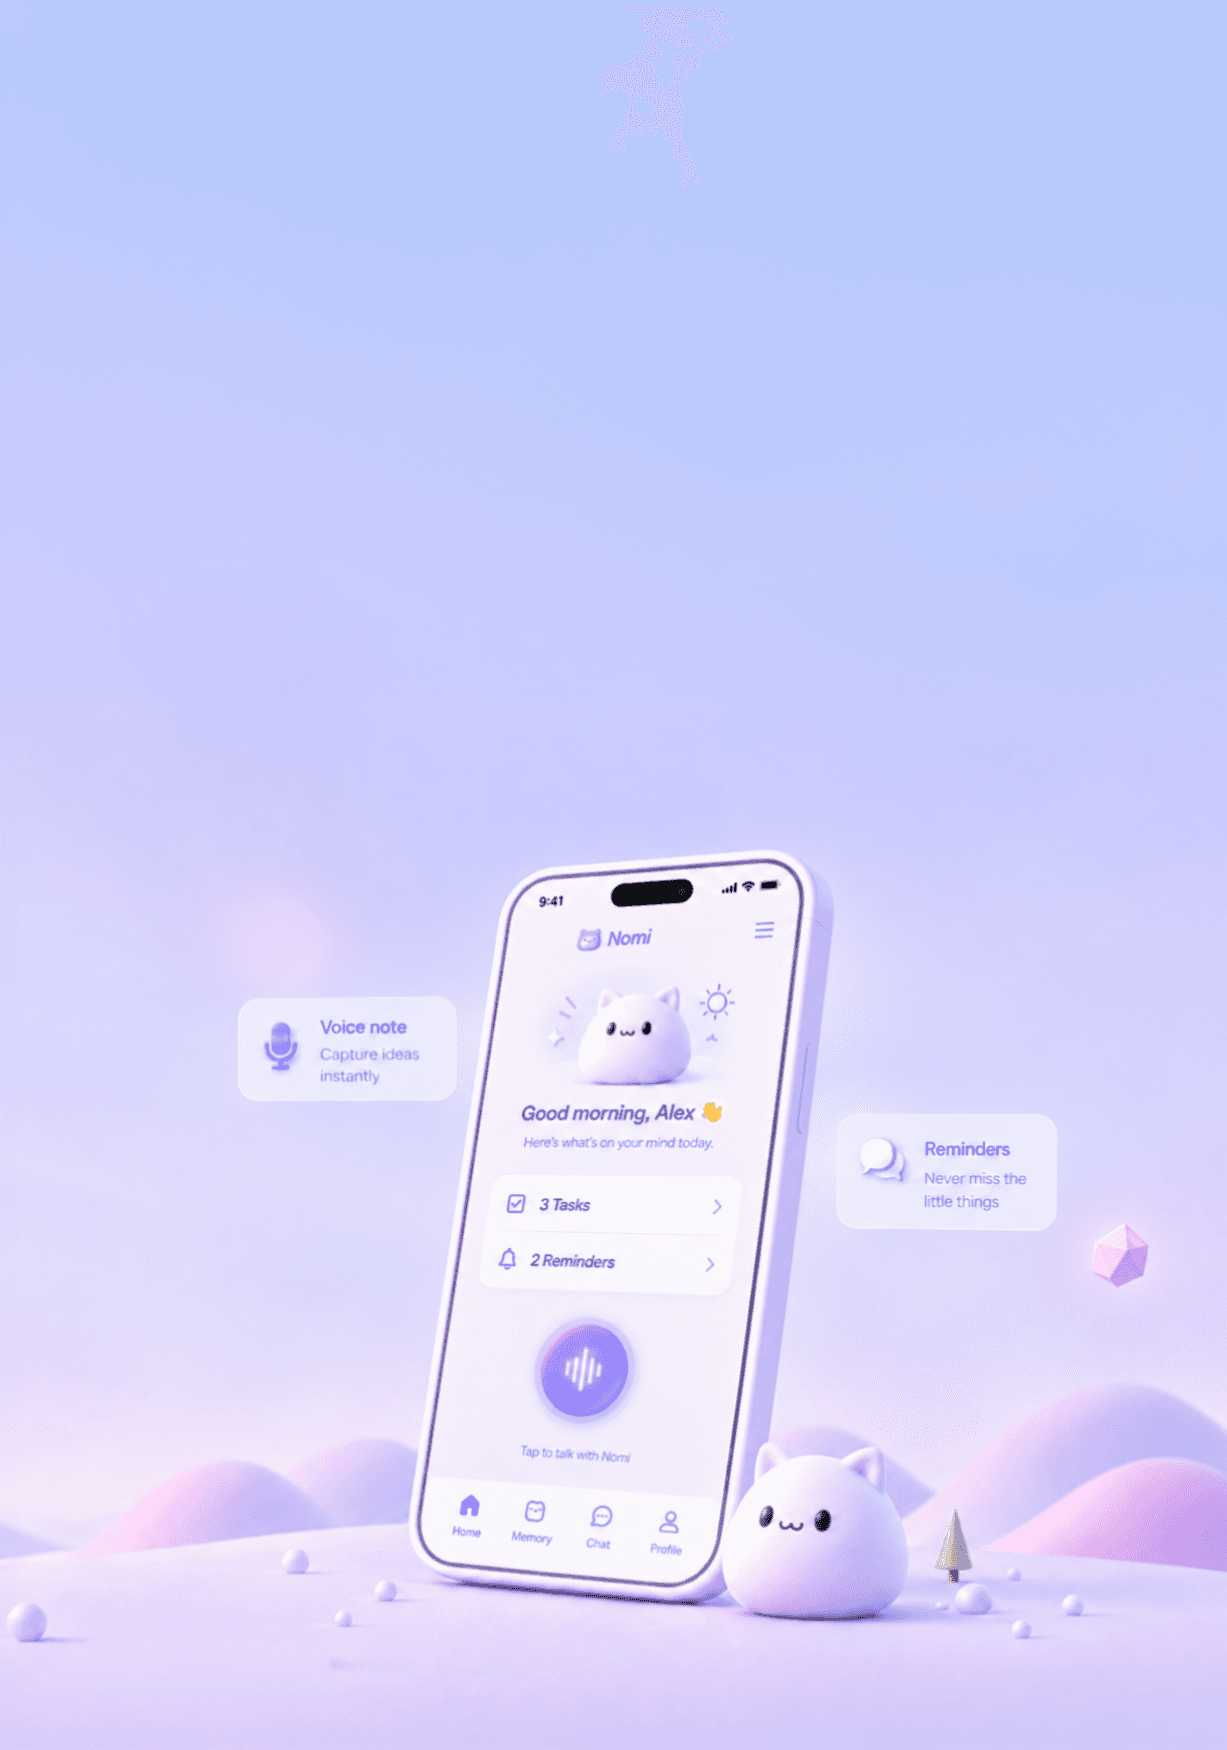 9:41
Nomi
Voice note
Capture ideas
instantly
Good morning, Alex 👋
Here's what's on your mind today.
Reminders
Never miss the
little things
3 Tasks
2 Reminders
Tap to talk with Nomi
Home
Memory
Chat
Profile